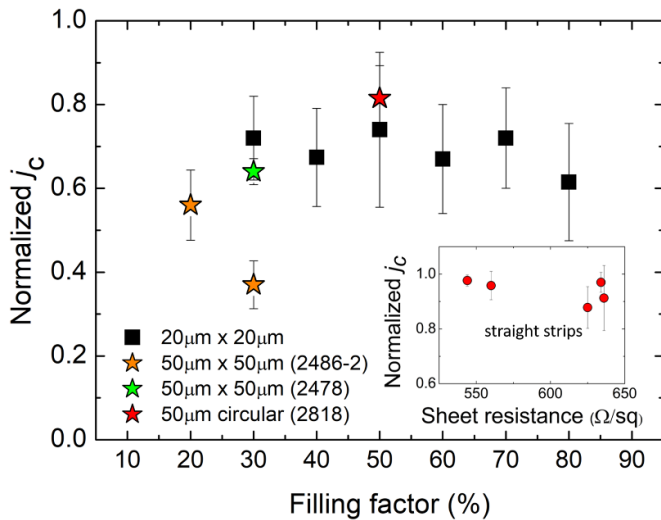 1.0
0.8
0.6
0.4
0.2
0.0
Normalized jc
20μm x 20μm
50μm x 50μm (2486-2)
50μm x 50μm (2478)
50μm circular (2818)
10 20 30 40 50 60 70 80 90
Filling factor (%)
1.0
0.8
0.6
Normalized jc
straight strips
550 600 650
Sheet resistance (Ω/sq)